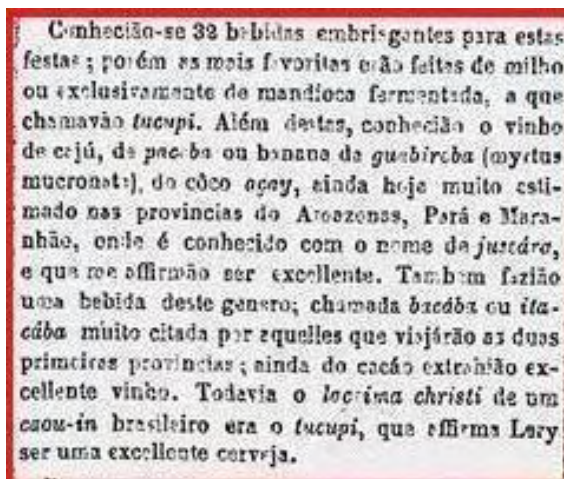 Conhecião-se 32 bebidas embrisgantes para estas
festas; porém as mais favoritas erão feitas de milho
ou exclusivamente de mandioca fermentada, a que
chamavão tucupi. Além destas, conhecião o vinho
de cajú, de pacoba ou banana da guabiroba (myrtus
mucronata), do côco açay, ainda hoje muito esti-
mado nas provincias do Amazonas, Pará e Mara-
nhão, onde é conhecido com o nome de juscára,
e que me affirmão ser excellente. Tambem fazião
uma bebida deste genero; chamada bacába ou ita-
cába muito citada por aquelles que viajárão as duas
primeiras provincias; ainda do cacáo extrahião ex-
cellente vinho. Todavia o lacrima christi de um
caou-in brasileiro era o tucupi, que affirma Lery
ser uma excellente cerveja.